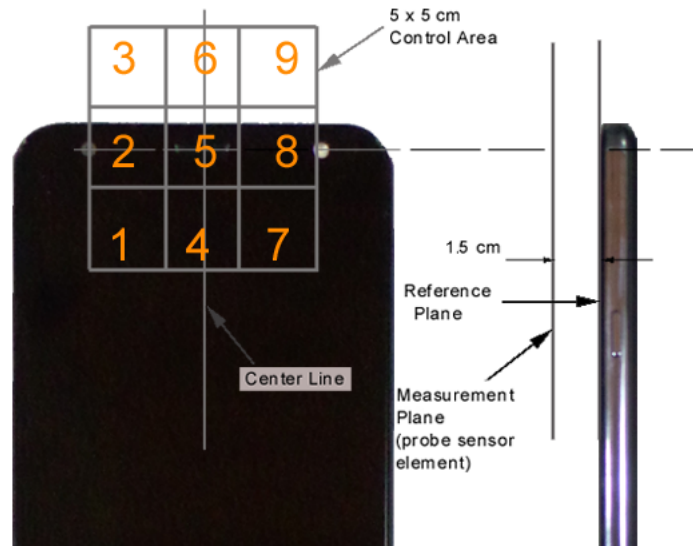 5 x 5 cm
Control Area
3 6 9
2 5 8
1 4 7
1.5 cm
Reference
Plane
Center Line
Measurement
Plane
(probe sensor
element)